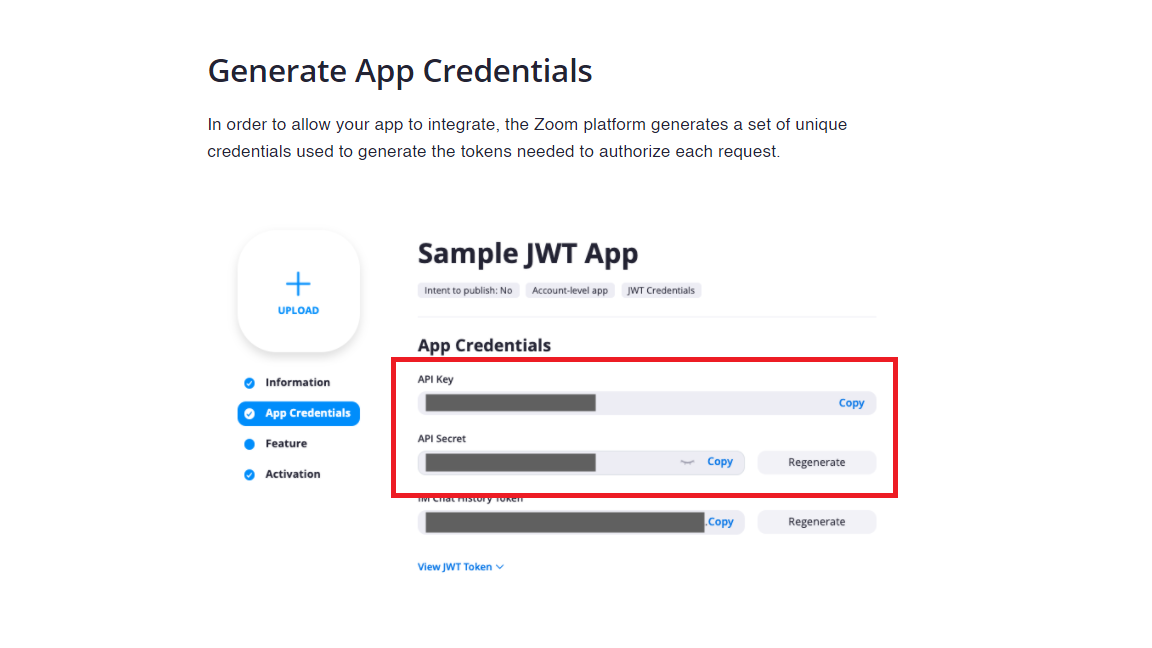 Generate App Credentials
In order to allow your app to integrate, the Zoom platform generates a set of unique
credentials used to generate the tokens needed to authorize each request.
UPLOAD
Information
App Credentials
Feature
Activation
Sample JWT App
Intent to publish: No Account-level app JWT Credentials
App Credentials
API Key
Copy
API Secret
Copy Regenerate
IM Chat History Token
.Copy Regenerate
View JWT Token